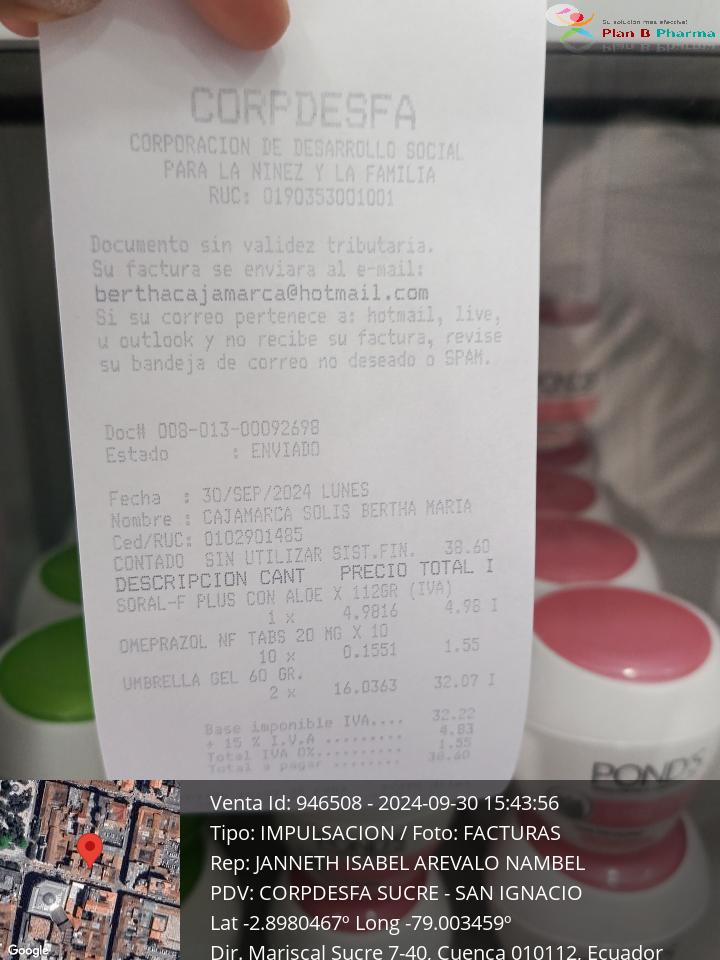 Su solución más efectiva!
Plan B Pharma
CORPDESFA
CORPORACION DE DESARROLLO SOCIAL
PARA LA NINEZ Y LA FAMILIA
RUC: 0190353001001
Documento sin validez tributaria.
Su factura se enviara al e-mail:
berthacajamarca@hotmail.com
Si su correo pertenece a: hotmail, live,
u outlook y no recibe su factura, revise
su bandeja de correo no deseado o SPAM.
Doc# 008-013-00092698
Estado : ENVIADO
Fecha : 30/SEP/2024 LUNES
Nombre : CAJAMARCA SOLIS BERTHA MARIA
Ced/RUC: 0102901485
CONTADO SIN UTILIZAR SIST.FIN. 38.60
DESCRIPCION CANT PRECIO TOTAL I
SORAL-F PLUS CON ALOE X 112GR (IVA)
1 x 4.9816 4.98 I
OMEPRAZOL NF TABS 20 MG X 10
10 x 0.1551 1.55
UMBRELLA GEL 60 GR.
2 x 16.0363 32.07 I
Base imponible IVA.... 32.22
+ 15 % I.V.A ......... 4.83
Total IVA 0%.......... 1.55
Total a pagar ........ 38.60
PONDS
PONDS
Venta Id: 946508 - 2024-09-30 15:43:56
Tipo: IMPULSACION / Foto: FACTURAS
Rep: JANNETH ISABEL AREVALO NAMBEL
PDV: CORPDESFA SUCRE - SAN IGNACIO
Lat -2.8980467º Long -79.003459º
Dir. Mariscal Sucre 7-40, Cuenca 010112, Ecuador
Google